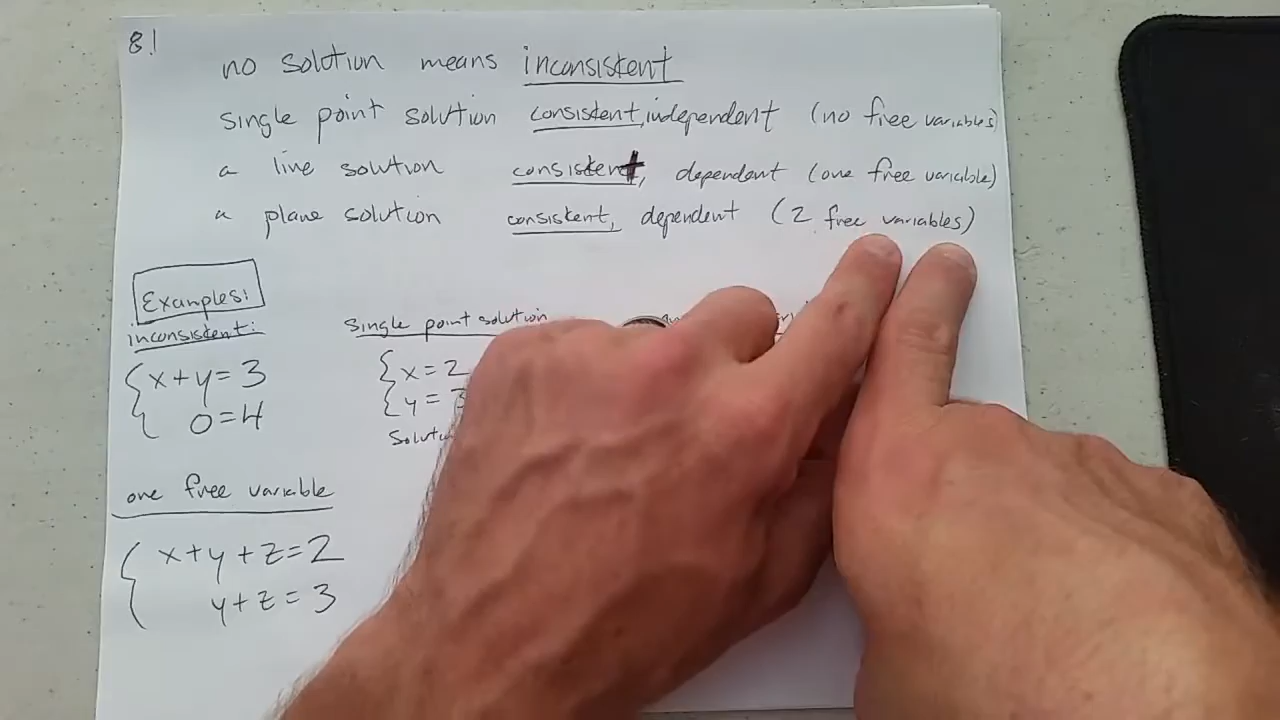 8.1
no solution means inconsistent
single point solution consistent, independent (no free variables)
a line solution consistent, dependent (one free variable)
a plane solution consistent, dependent (2 free variables)
Examples:
inconsistent:
x+y=3
0=4
single point solution
x=2
y=
one free variable
x+y+z=2
y+z=3